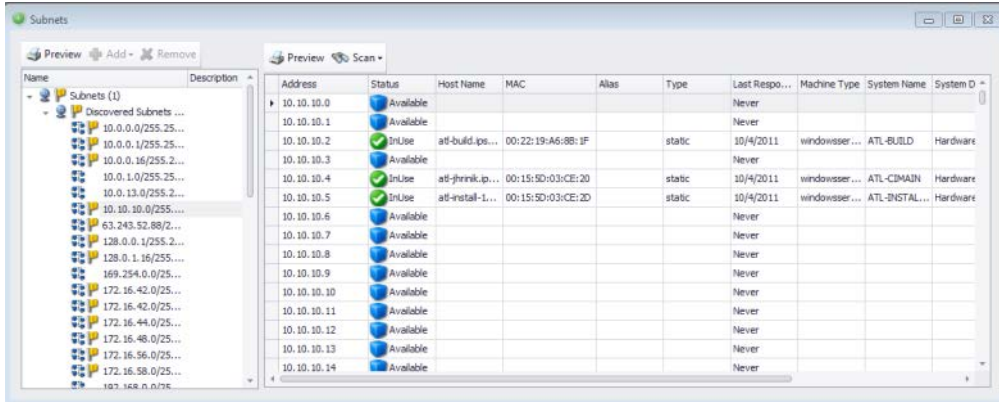 Subnets
Preview Add Remove
Name Description
Subnets (1)
Discovered Subnets ...
10.0.0.0/255.25...
10.0.0.1/255.25...
10.0.0.16/255.2...
10.0.1.0/255.25...
10.0.13.0/255.2...
10.10.10.0/255....
63.243.52.88/2...
128.0.0.1/255.2...
128.0.1.16/255....
169.254.0.0/25...
172.16.42.0/25...
172.16.42.0/25...
172.16.44.0/25...
172.16.48.0/25...
172.16.56.0/25...
172.16.58.0/25...
192.168.0.0/25
Preview Scan
Address Status Host Name MAC Alias Type Last Respo... Machine Type System Name System D
10.10.10.0 Available Never
10.10.10.1 Available Never
10.10.10.2 InUse atl-build.ips... 00:22:19:A6:8B:1F static 10/4/2011 windowsser... ATL-BUILD Hardware
10.10.10.3 Available Never
10.10.10.4 InUse atl-jhrinik.ip... 00:15:5D:03:CE:20 static 10/4/2011 windowsser... ATL-CIMAIN Hardware
10.10.10.5 InUse atl-install-1... 00:15:5D:03:CE:2D static 10/4/2011 windowsser... ATL-INSTAL... Hardware
10.10.10.6 Available Never
10.10.10.7 Available Never
10.10.10.8 Available Never
10.10.10.9 Available Never
10.10.10.10 Available Never
10.10.10.11 Available Never
10.10.10.12 Available Never
10.10.10.13 Available Never
10.10.10.14 Available Never